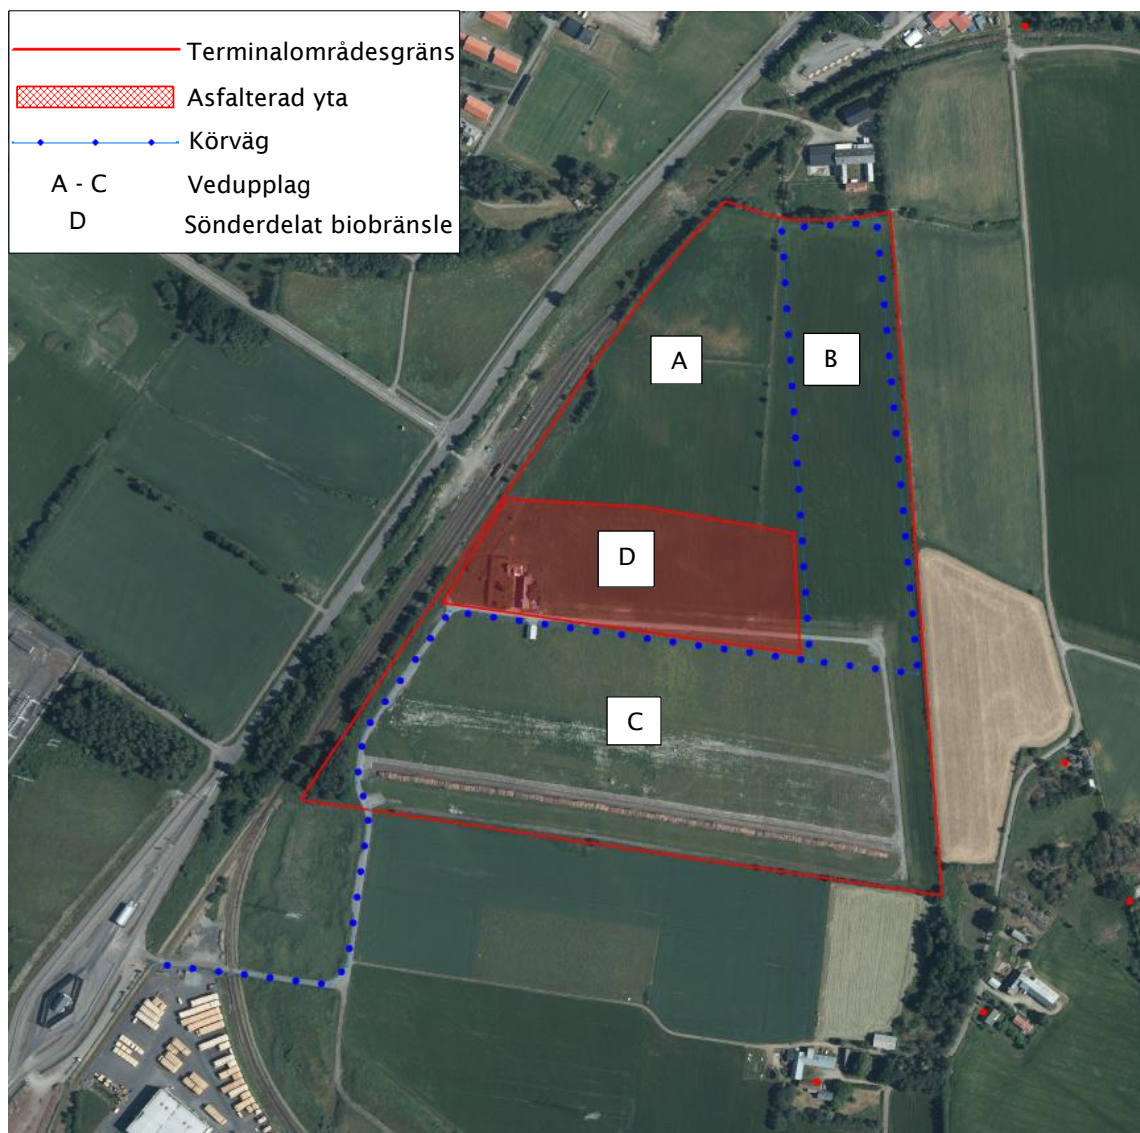 Terminalområdesgräns
Asfalterad yta
Körväg
A - C Vedupplag
D Sönderdelat biobränsle
A
B
D
C